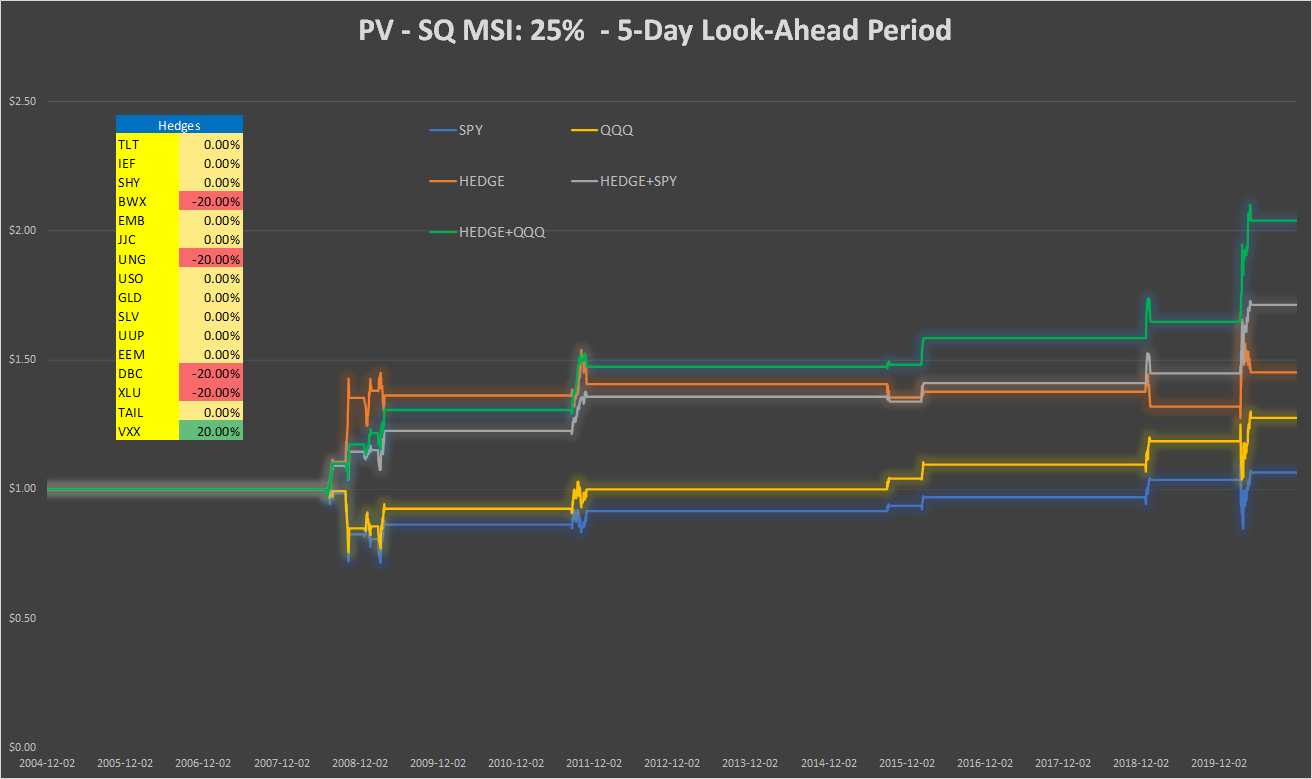 PV - SQ MSI: 25%  - 5-Day Look-Ahead Period
$2.50
$2.00
$1.50
$1.00
$0.50
$0.00
Hedges
TLT 0.00%
IEF 0.00%
SHY 0.00%
BWX -20.00%
EMB 0.00%
JJC 0.00%
UNG -20.00%
USO 0.00%
GLD 0.00%
SLV 0.00%
UUP 0.00%
EEM 0.00%
DBC -20.00%
XLU -20.00%
TAIL 0.00%
VXX 20.00%
SPY QQQ
HEDGE HEDGE+SPY
HEDGE+QQQ
2004-12-02 2005-12-02 2006-12-02 2007-12-02 2008-12-02 2009-12-02 2010-12-02 2011-12-02 2012-12-02 2013-12-02 2014-12-02 2015-12-02 2016-12-02 2017-12-02 2018-12-02 2019-12-02